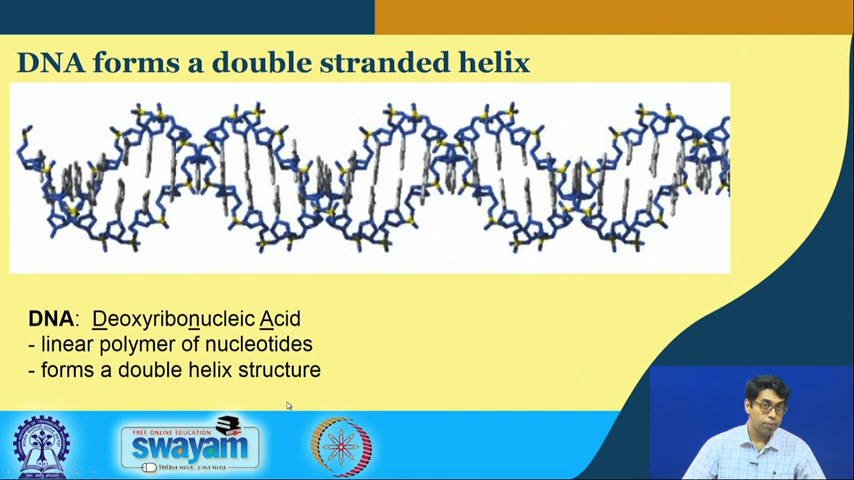 DNA forms a double stranded helix
DNA: Deoxyribonucleic Acid
- linear polymer of nucleotides
- forms a double helix structure
FREE ONLINE EDUCATION
swayam